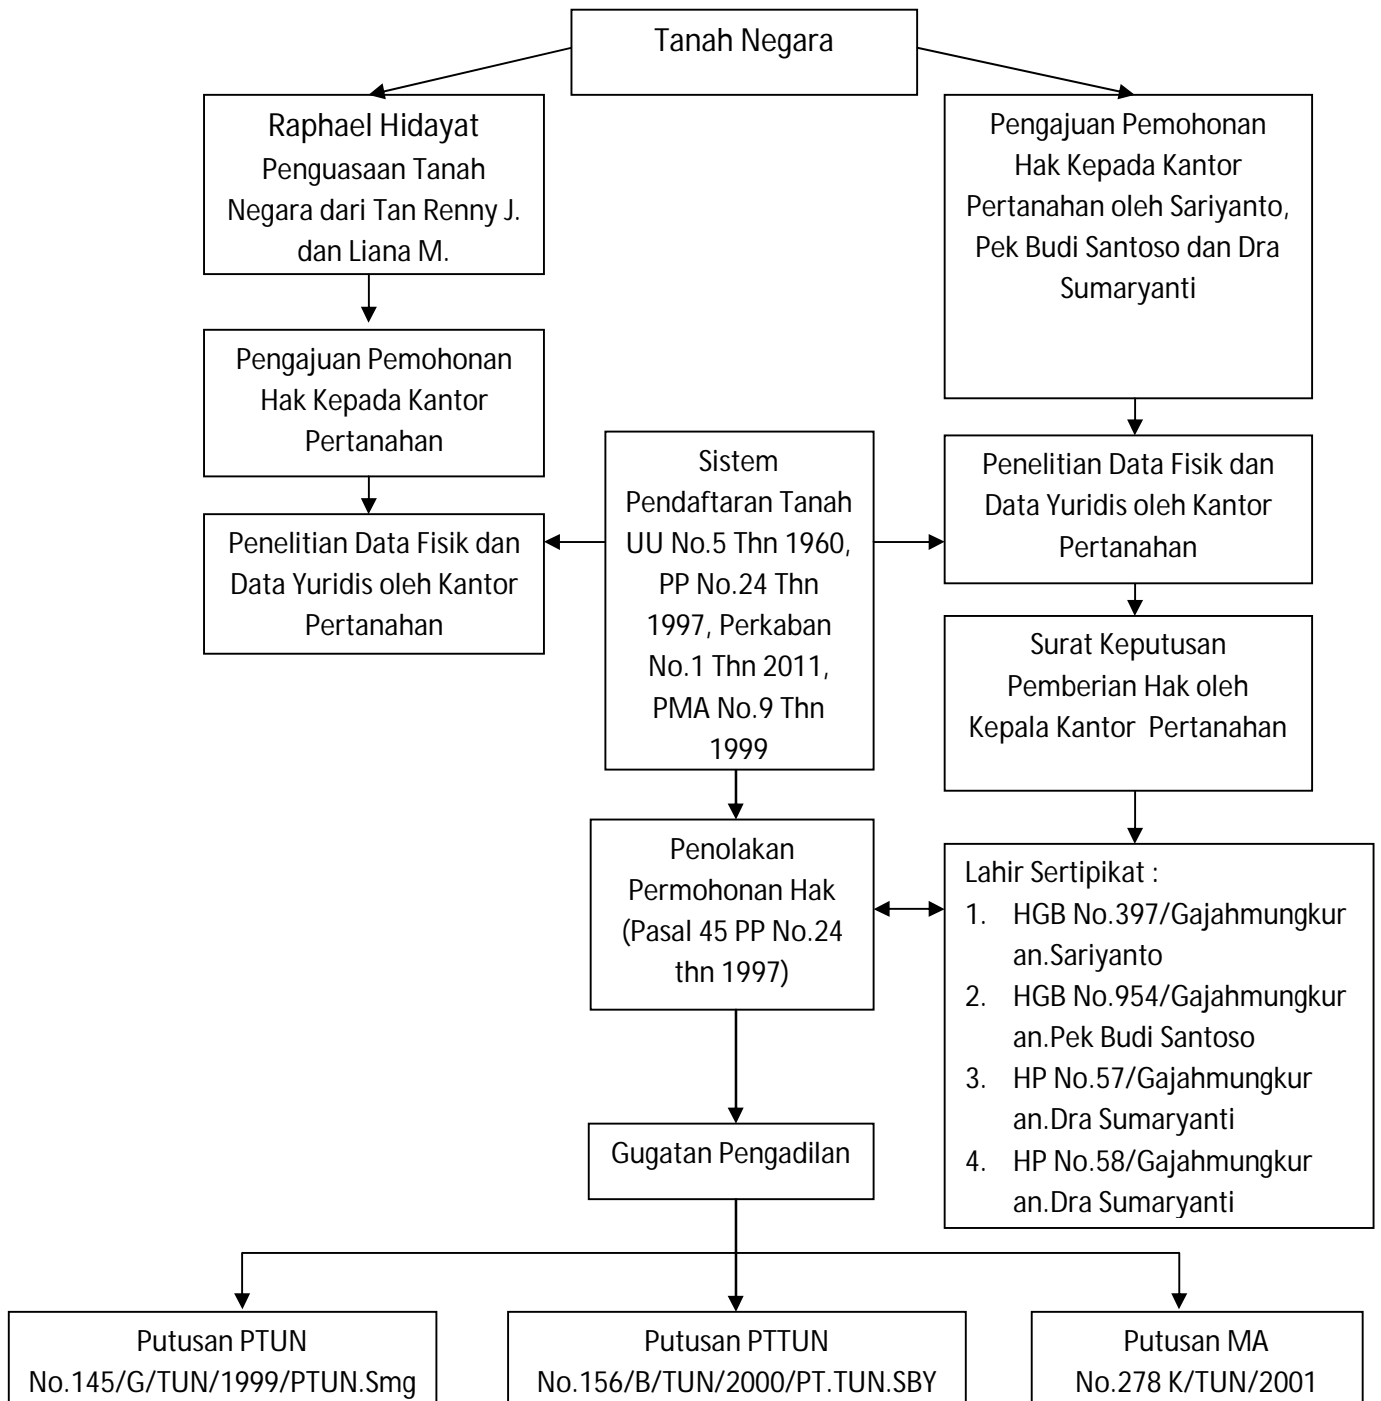 Tanah Negara
Raphael Hidayat
Penguasaan Tanah
Negara dari Tan Renny J.
dan Liana M.
Pengajuan Pemohonan
Hak Kepada Kantor
Pertanahan oleh Sariyanto,
Pek Budi Santoso dan Dra
Sumaryanti
Pengajuan Pemohonan
Hak Kepada Kantor
Pertanahan
Sistem
Pendaftaran Tanah
UU No.5 Thn 1960,
PP No.24 Thn
1997, Perkaban
No.1 Thn 2011,
PMA No.9 Thn
1999
Penelitian Data Fisik dan
Data Yuridis oleh Kantor
Pertanahan
Penelitian Data Fisik dan
Data Yuridis oleh Kantor
Pertanahan
Surat Keputusan
Pemberian Hak oleh
Kepala Kantor Pertanahan
Penolakan
Permohonan Hak
(Pasal 45 PP No.24
thn 1997)
Lahir Sertipikat :
1. HGB No.397/Gajahmungkur
an.Sariyanto
2. HGB No.954/Gajahmungkur
an.Pek Budi Santoso
3. HP No.57/Gajahmungkur
an.Dra Sumaryanti
4. HP No.58/Gajahmungkur
an.Dra Sumaryanti
Gugatan Pengadilan
Putusan PTUN
No.145/G/TUN/1999/PTUN.Smg
Putusan PTTUN
No.156/B/TUN/2000/PT.TUN.SBY
Putusan MA
No.278 K/TUN/2001